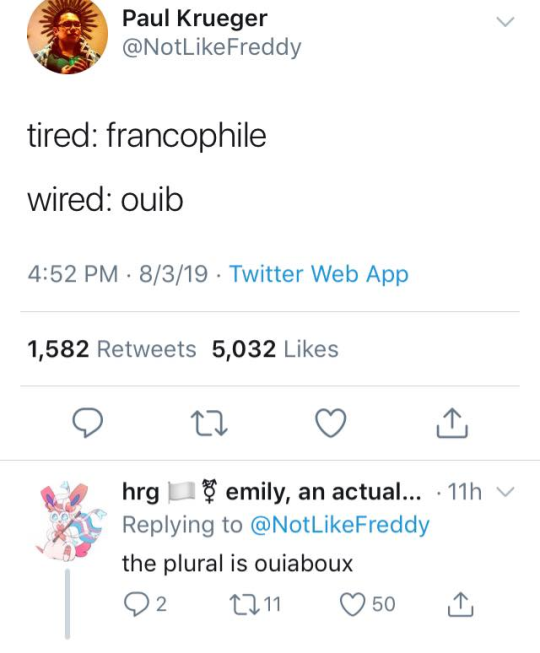 Paul Krueger
@NotLikeFreddy
tired: francophile
wired: ouib
4:52 PM · 8/3/19 · Twitter Web App
1,582 Retweets 5,032 Likes
hrg 🏳️ ⚧ emily, an actual... · 11h
Replying to @NotLikeFreddy
the plural is ouiaboux
2 11 50